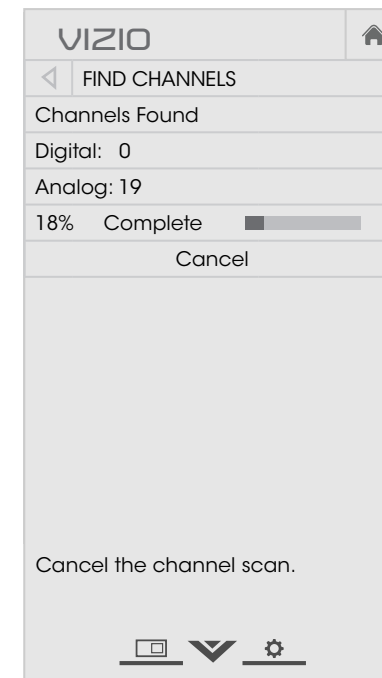 VIZIO
FIND CHANNELS
Channels Found
Digital: 0
Analog: 19
18% Complete
Cancel
Cancel the channel scan.